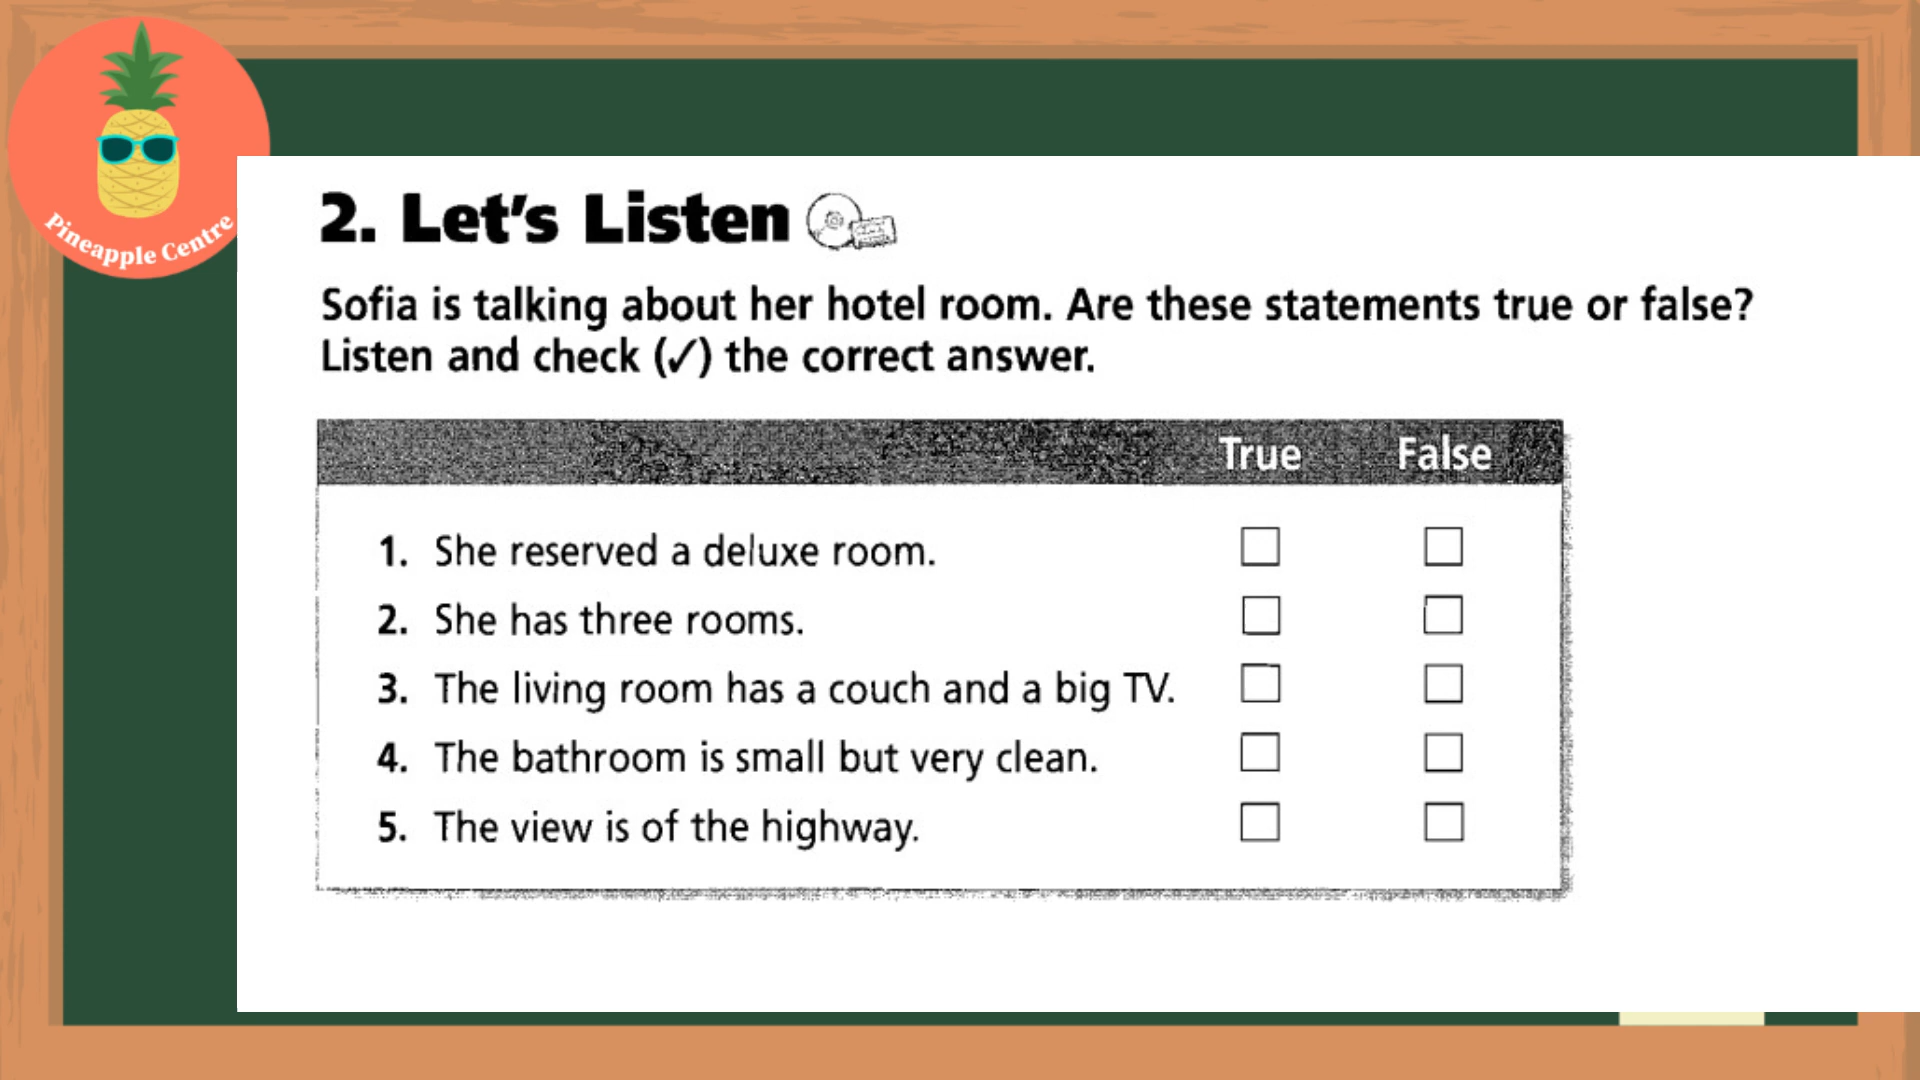 Pineapple Centre
2. Let's Listen
Sofia is talking about her hotel room. Are these statements true or false?
Listen and check (✓) the correct answer.
True False
1. She reserved a deluxe room.
2. She has three rooms.
3. The living room has a couch and a big TV.
4. The bathroom is small but very clean.
5. The view is of the highway.